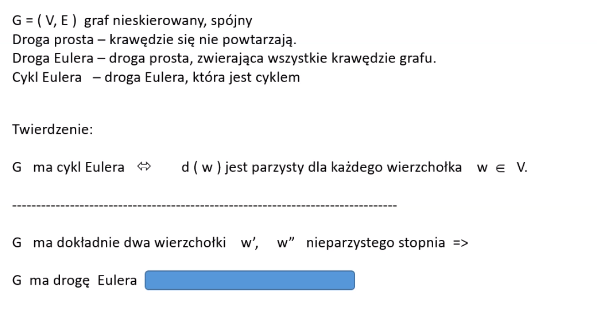 G = ( V, E )  graf nieskierowany, spójny
Droga prosta – krawędzie się nie powtarzają.
Droga Eulera – droga prosta, zwierająca wszystkie krawędzie grafu.
Cykl Eulera – droga Eulera, która jest cyklem
Twierdzenie:
G ma cykl Eulera ⇔ d ( w ) jest parzysty dla każdego wierzchołka w ∈ V.
--------------------------------------------------------------------------------
G ma dokładnie dwa wierzchołki w', w" nieparzystego stopnia =>
G ma drogę Eulera